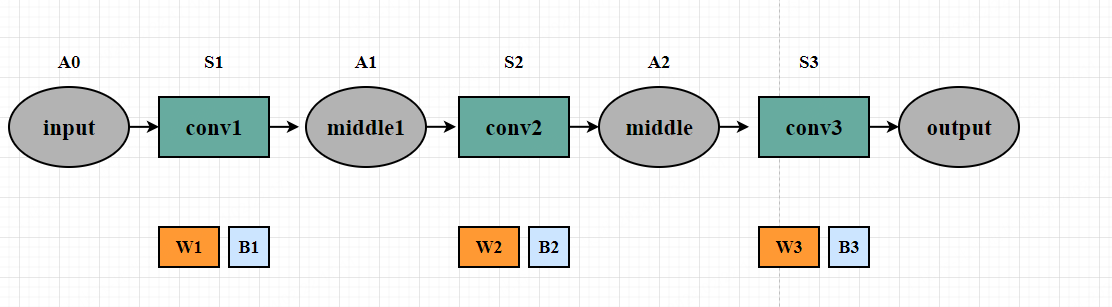 A0 S1 A1 S2 A2 S3
input conv1 middle1 conv2 middle conv3 output
W1 B1 W2 B2 W3 B3